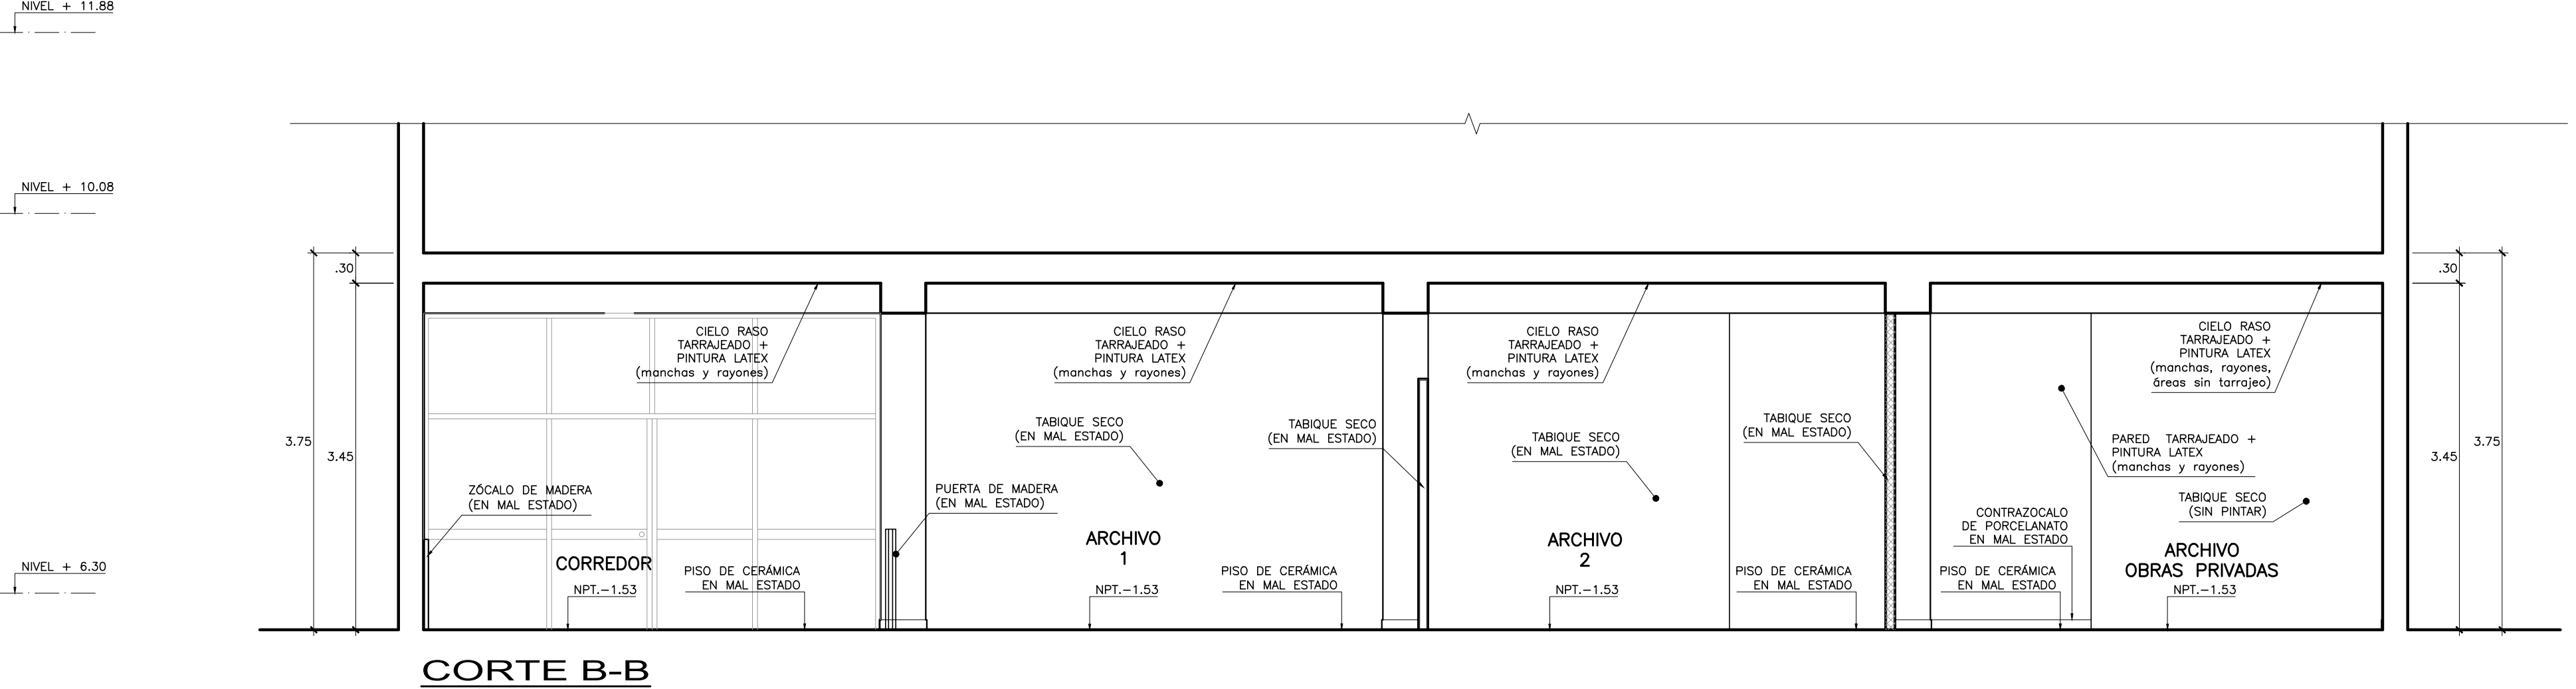 NIVEL + 11.88
NIVEL + 10.08
NIVEL + 6.30
.30
3.75
3.45
CIELO RASO
TARRAJEADO +
PINTURA LATEX
(manchas y rayones)
ZÓCALO DE MADERA
(EN MAL ESTADO)
CORREDOR
NPT.-1.53
PISO DE CERÁMICA
EN MAL ESTADO
PUERTA DE MADERA
(EN MAL ESTADO)
CIELO RASO
TARRAJEADO +
PINTURA LATEX
(manchas y rayones)
TABIQUE SECO
(EN MAL ESTADO)
ARCHIVO
1
NPT.-1.53
PISO DE CERÁMICA
EN MAL ESTADO
TABIQUE SECO
(EN MAL ESTADO)
CIELO RASO
TARRAJEADO +
PINTURA LATEX
(manchas y rayones)
TABIQUE SECO
(EN MAL ESTADO)
ARCHIVO
2
NPT.-1.53
TABIQUE SECO
(EN MAL ESTADO)
PISO DE CERÁMICA
EN MAL ESTADO
CIELO RASO
TARRAJEADO +
PINTURA LATEX
(manchas, rayones,
áreas sin tarrajeo)
PARED TARRAJEADO +
PINTURA LATEX
(manchas y rayones)
TABIQUE SECO
(SIN PINTAR)
CONTRAZOCALO
DE PORCELANATO
EN MAL ESTADO
PISO DE CERÁMICA
EN MAL ESTADO
ARCHIVO
OBRAS PRIVADAS
NPT.-1.53
.30
3.75
3.45
CORTE B-B